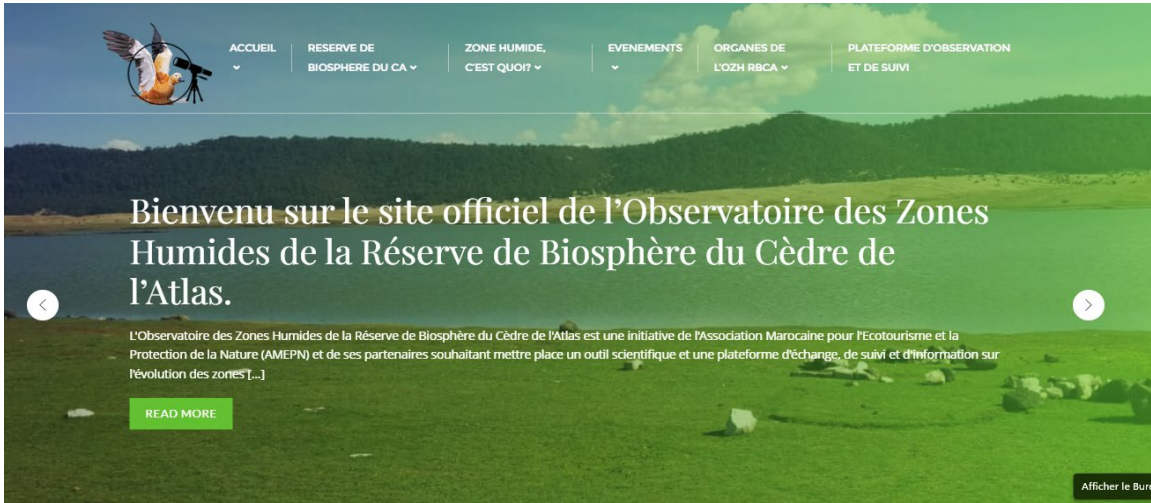 ACCUEIL
RESERVE DE
BIOSPHERE DU CA
ZONE HUMIDE,
C'EST QUOI?
EVENEMENTS
ORGANES DE
L'OZH RBCA
PLATEFORME D'OBSERVATION
ET DE SUIVI
Bienvenu sur le site officiel de l'Observatoire des Zones
Humides de la Réserve de Biosphère du Cèdre de
l'Atlas.
L'Observatoire des Zones Humides de la Réserve de Biosphère du Cèdre de l'Atlas est une initiative de l'Association Marocaine pour l'Ecotourisme et la
Protection de la Nature (AMEPN) et de ses partenaires souhaitant mettre place un outil scientifique et une plateforme d'échange, de suivi et d'information sur
l'évolution des zones [...]
READ MORE
Afficher le Bure